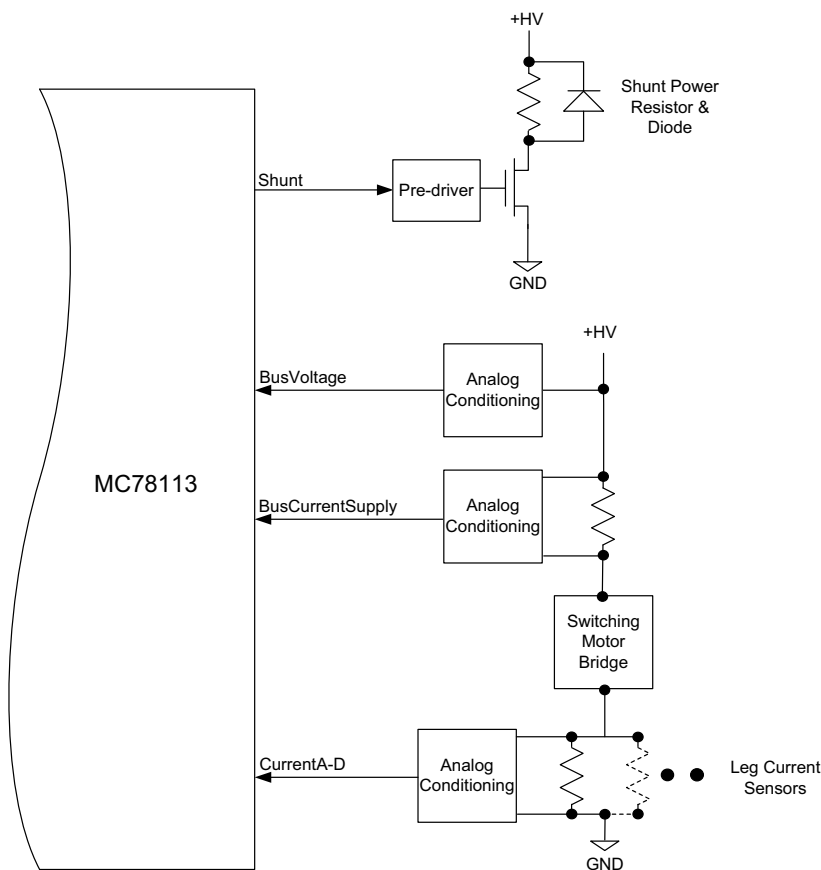 +HV
Shunt Power
Resistor &
Diode
Shunt
Pre-driver
GND
+HV
BusVoltage
Analog
Conditioning
MC78113
BusCurrentSupply
Analog
Conditioning
Switching
Motor
Bridge
CurrentA-D
Analog
Conditioning
Leg Current
Sensors
GND